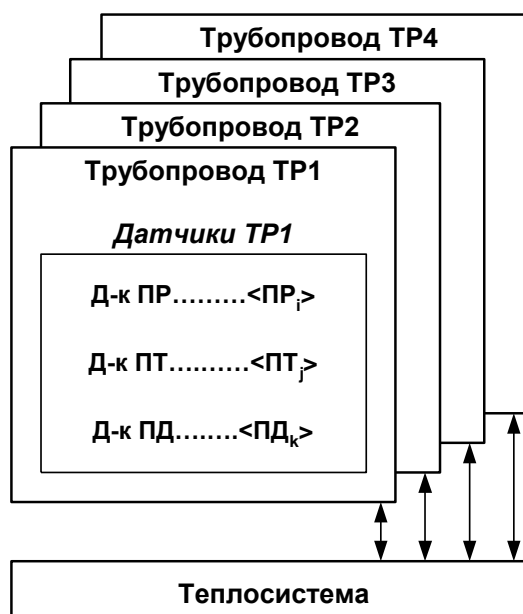 Трубопровод ТР4
Трубопровод ТР3
Трубопровод ТР2
Трубопровод ТР1
Датчики ТР1
Д-к ПР………<ПРi>
Д-к ПТ……….<ПТj>
Д-к ПД……..<ПДk>
Теплосистема